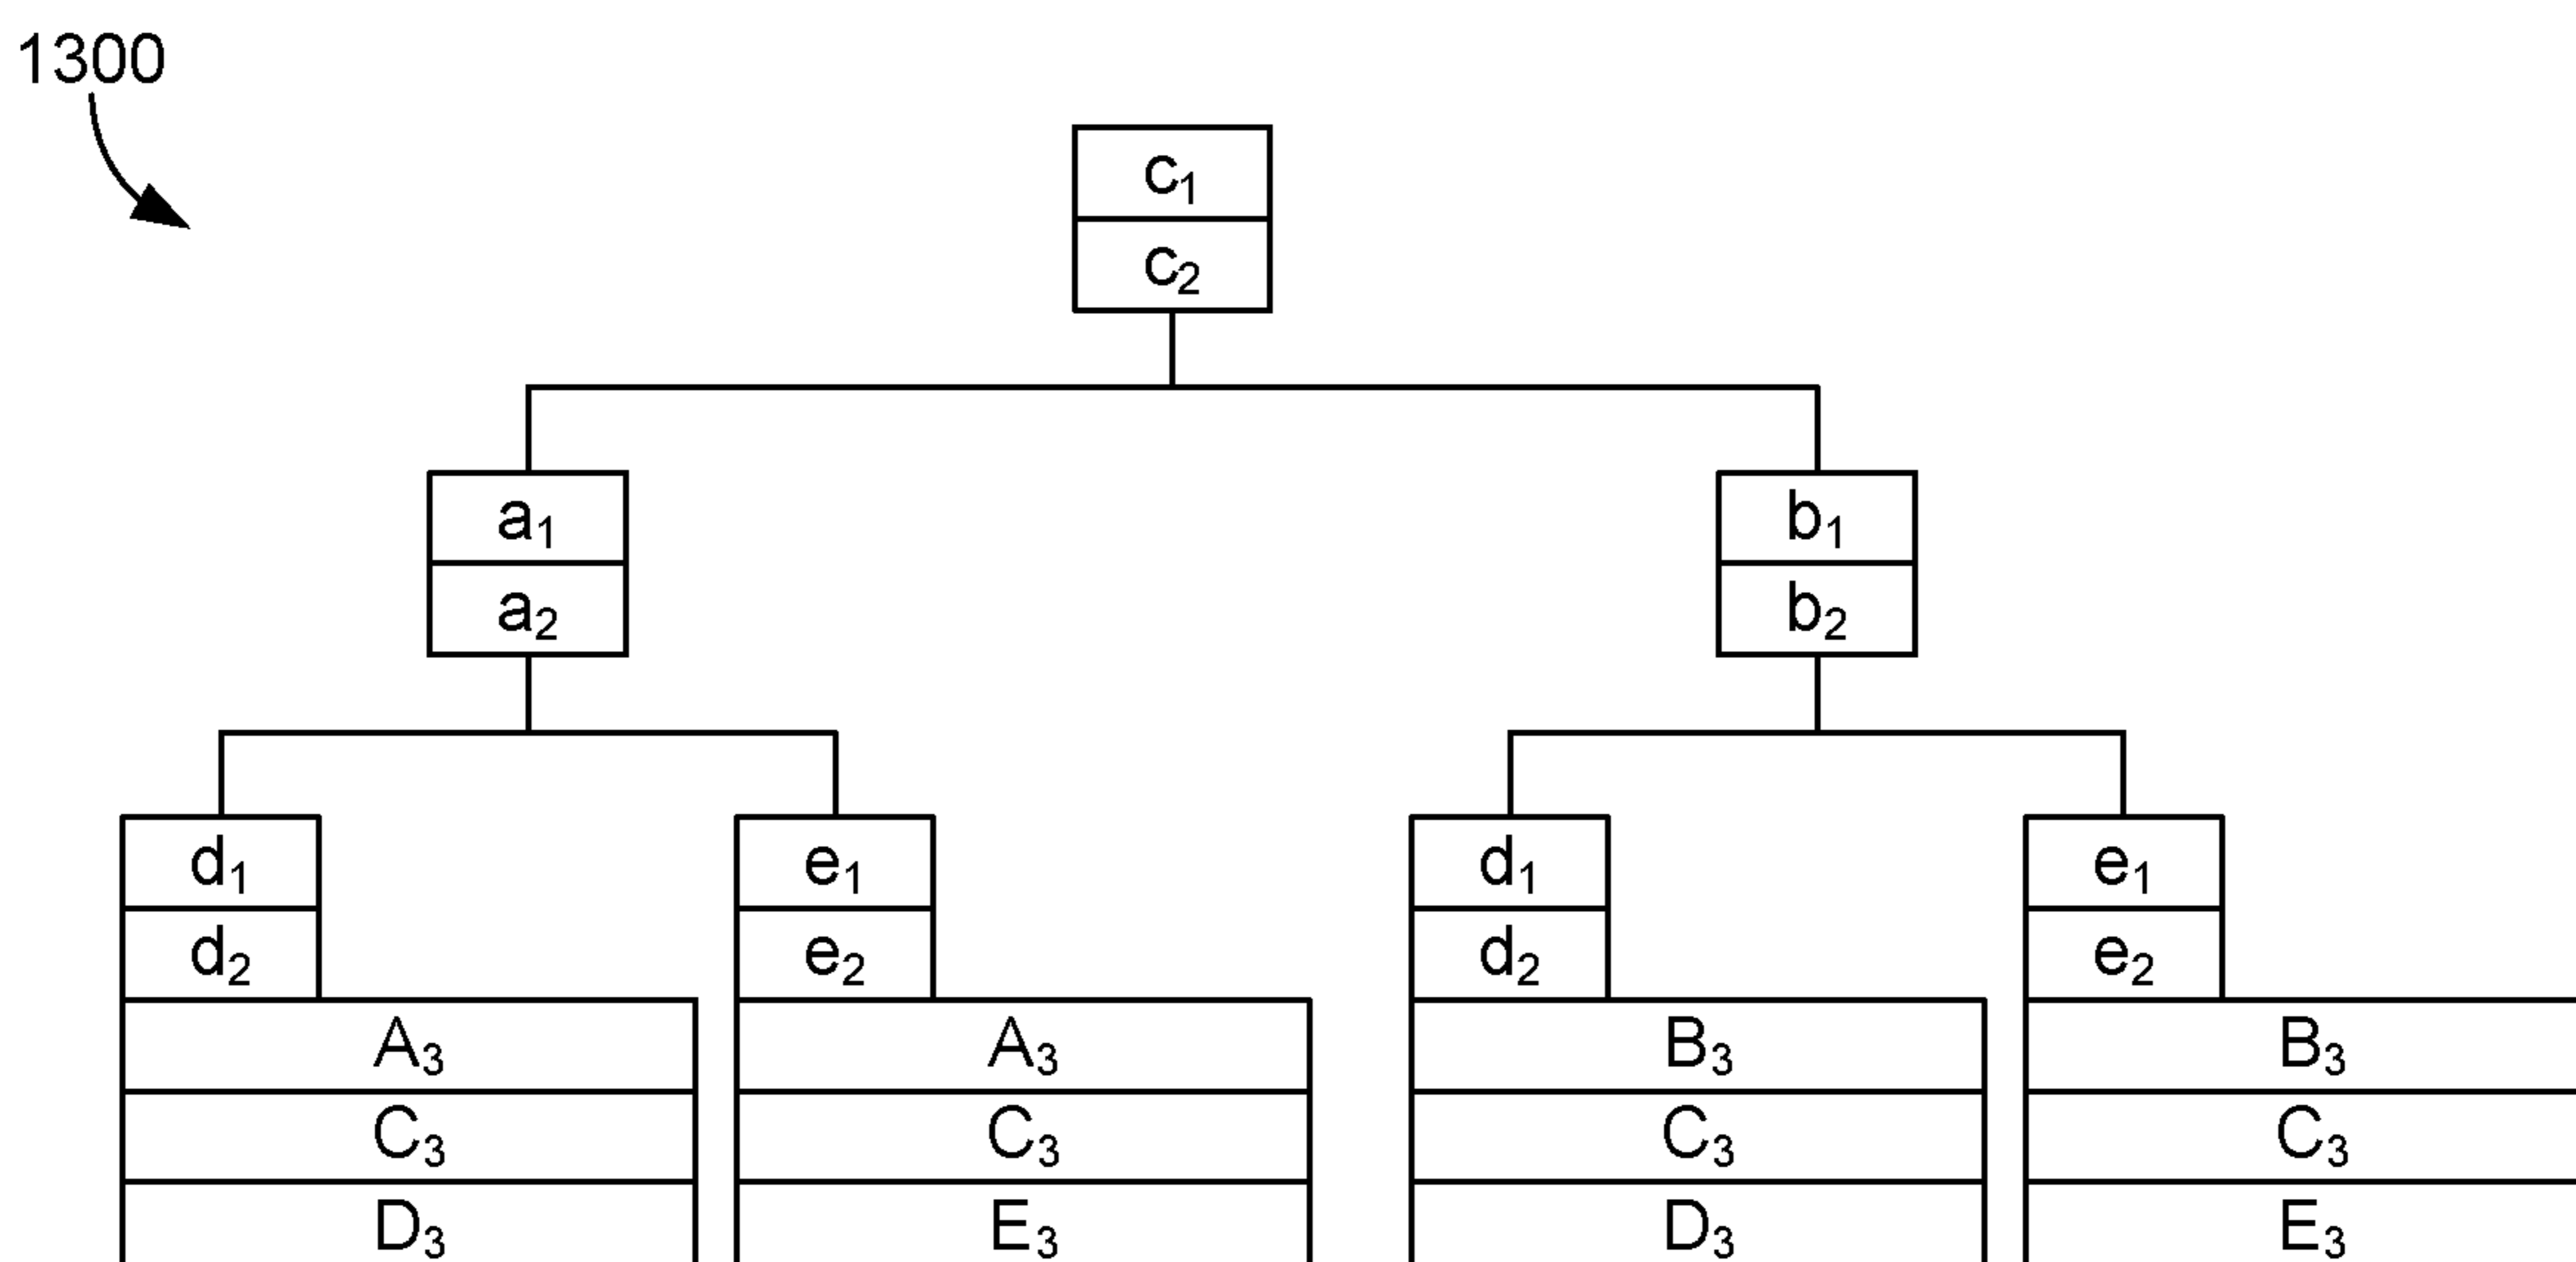 1300
c₁
c₂
a₁ b₁
a₂ b₂
d₁ e₁ d₁ e₁
d₂ e₂ d₂ e₂
A₃ A₃ B₃ B₃
C₃ C₃ C₃ C₃
D₃ E₃ D₃ E₃